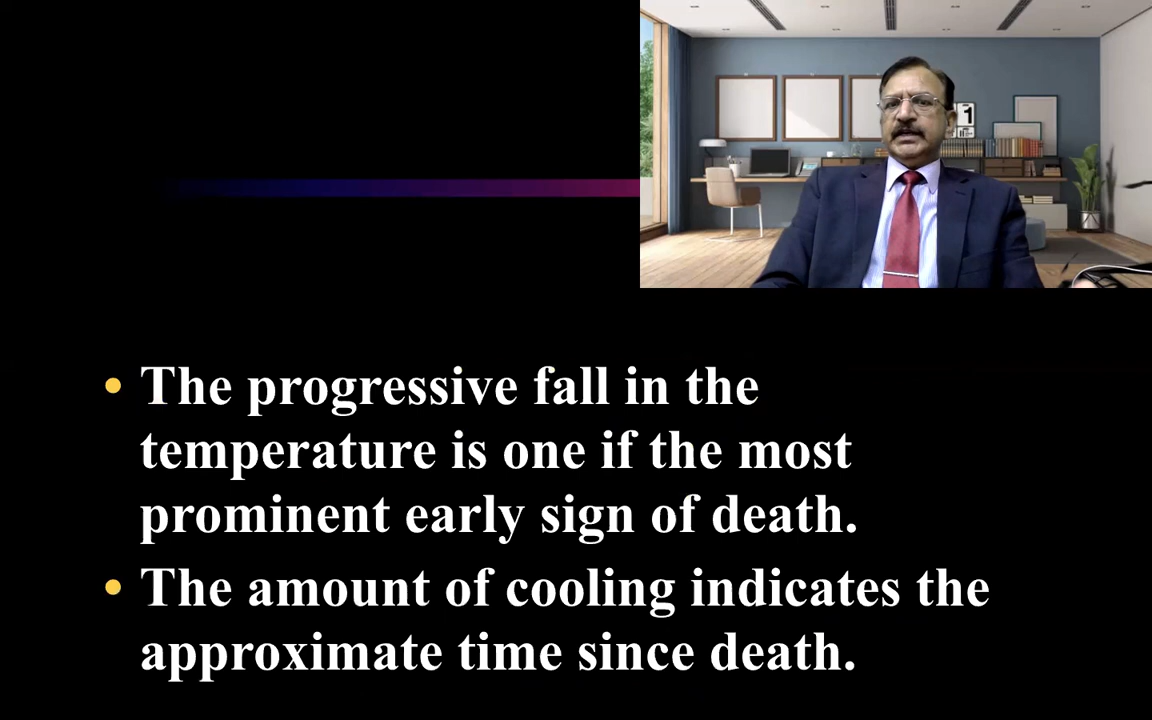 1
• The progressive fall in the
temperature is one if the most
prominent early sign of death.
• The amount of cooling indicates the
approximate time since death.